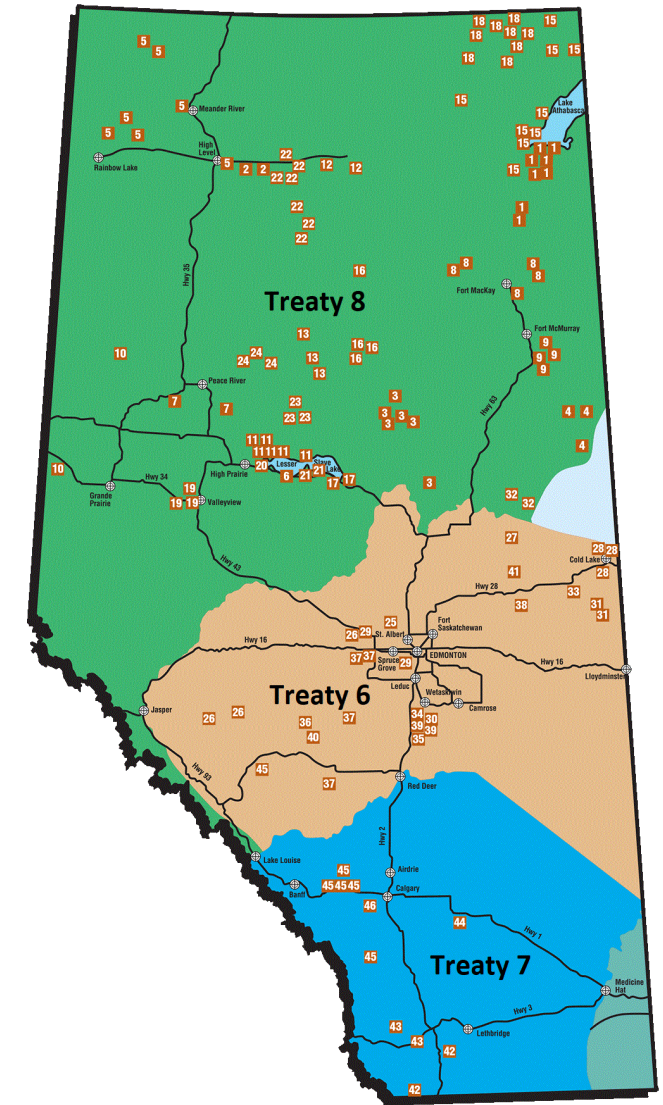 18
15
18
18
18
18
5
5
18
15
15
18
18
15
5
Meander River
Lake
Athabasca
15
5
5
5
15
15
15
High
Level
22
1
1
Rainbow Lake
5
2
2
22
12
12
1
1
15
22
22
1
1
22
1
1
22
22
Hwy 35
8
8
8
8
16
Fort MacKay
8
Treaty 8
Fort McMurray
13
9
16
16
10
24
24
24
13
16
9
9
9
13
Peace River
Hwy 63
7
7
23
23
23
3
3
3
3
3
4
4
11
11
11
11
11
11
4
10
High Prairie
20
Lesser
Slave
Lake
6
21
21
17
17
3
Hwy 34
19
19
19
Valleyview
Grande
Prairie
32
32
27
Hwy 43
28
28
Cold Lake
28
41
Hwy 28
33
38
31
31
25
Fort
Saskatchewan
26
29
St. Albert
Hwy 16
EDMONTON
37
37
Spruce
Grove
29
Hwy 16
Lloydminster
Leduc
Treaty 6
Wetaskiwin
Camrose
Jasper
26
26
36
37
34
30
39
39
40
35
Hwy 93
45
37
Red Deer
Hwy 2
Lake Louise
45
Airdrie
45
45
45
Banff
Calgary
46
44
Hwy 1
45
Treaty 7
Medicine
Hat
Hwy 3
43
Lethbridge
43
42
42